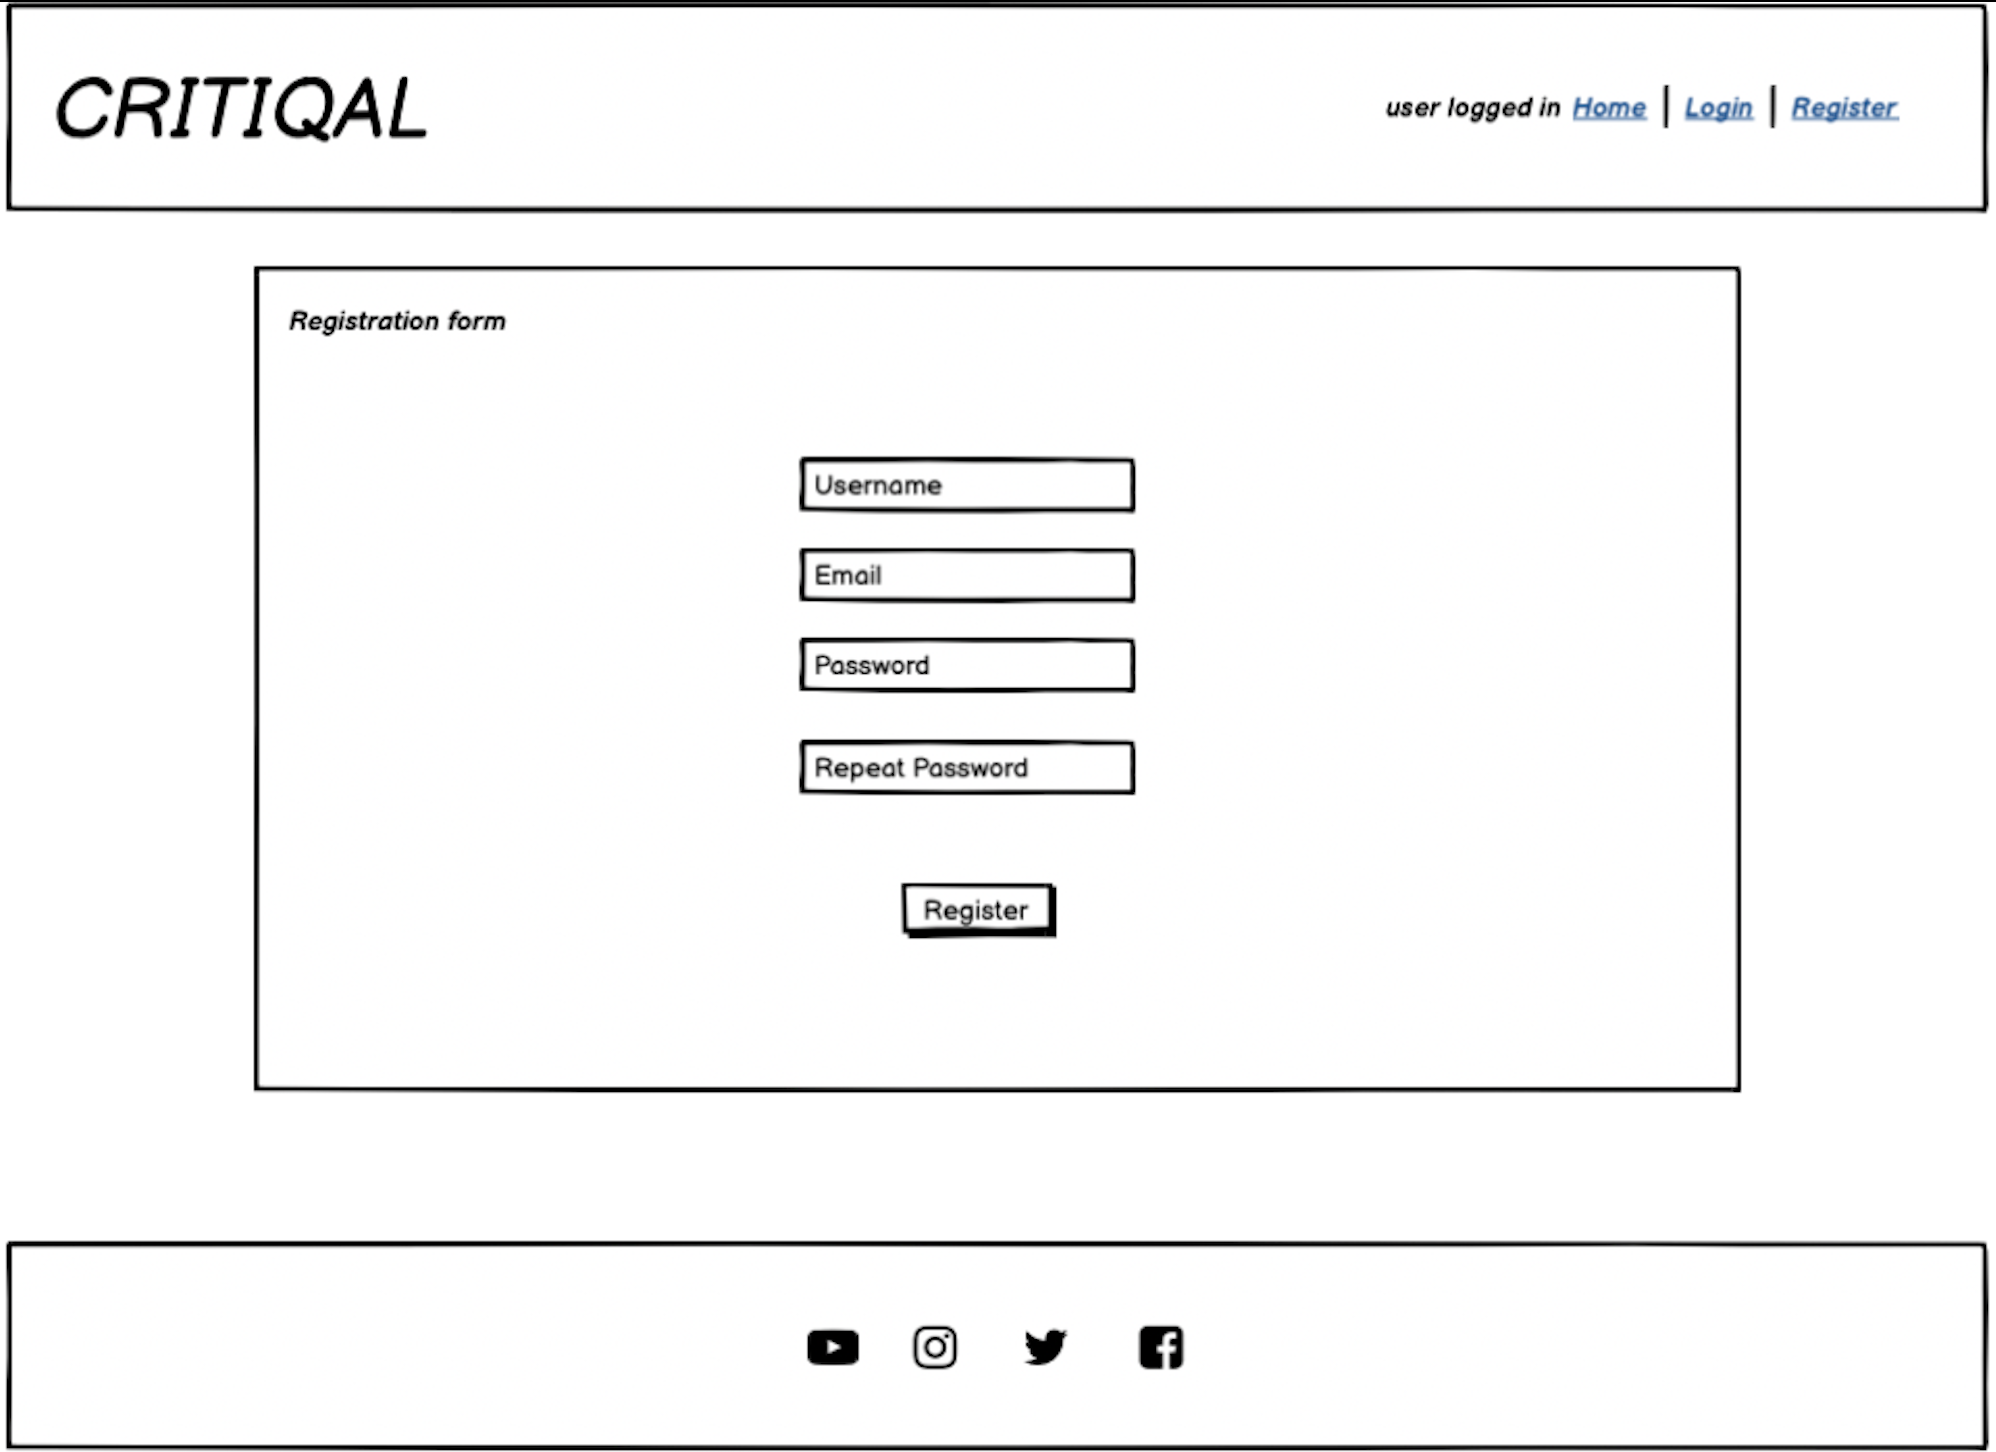 CRITIQAL
user logged in Home | Login | Register
Registration form
Username
Email
Password
Repeat Password
Register